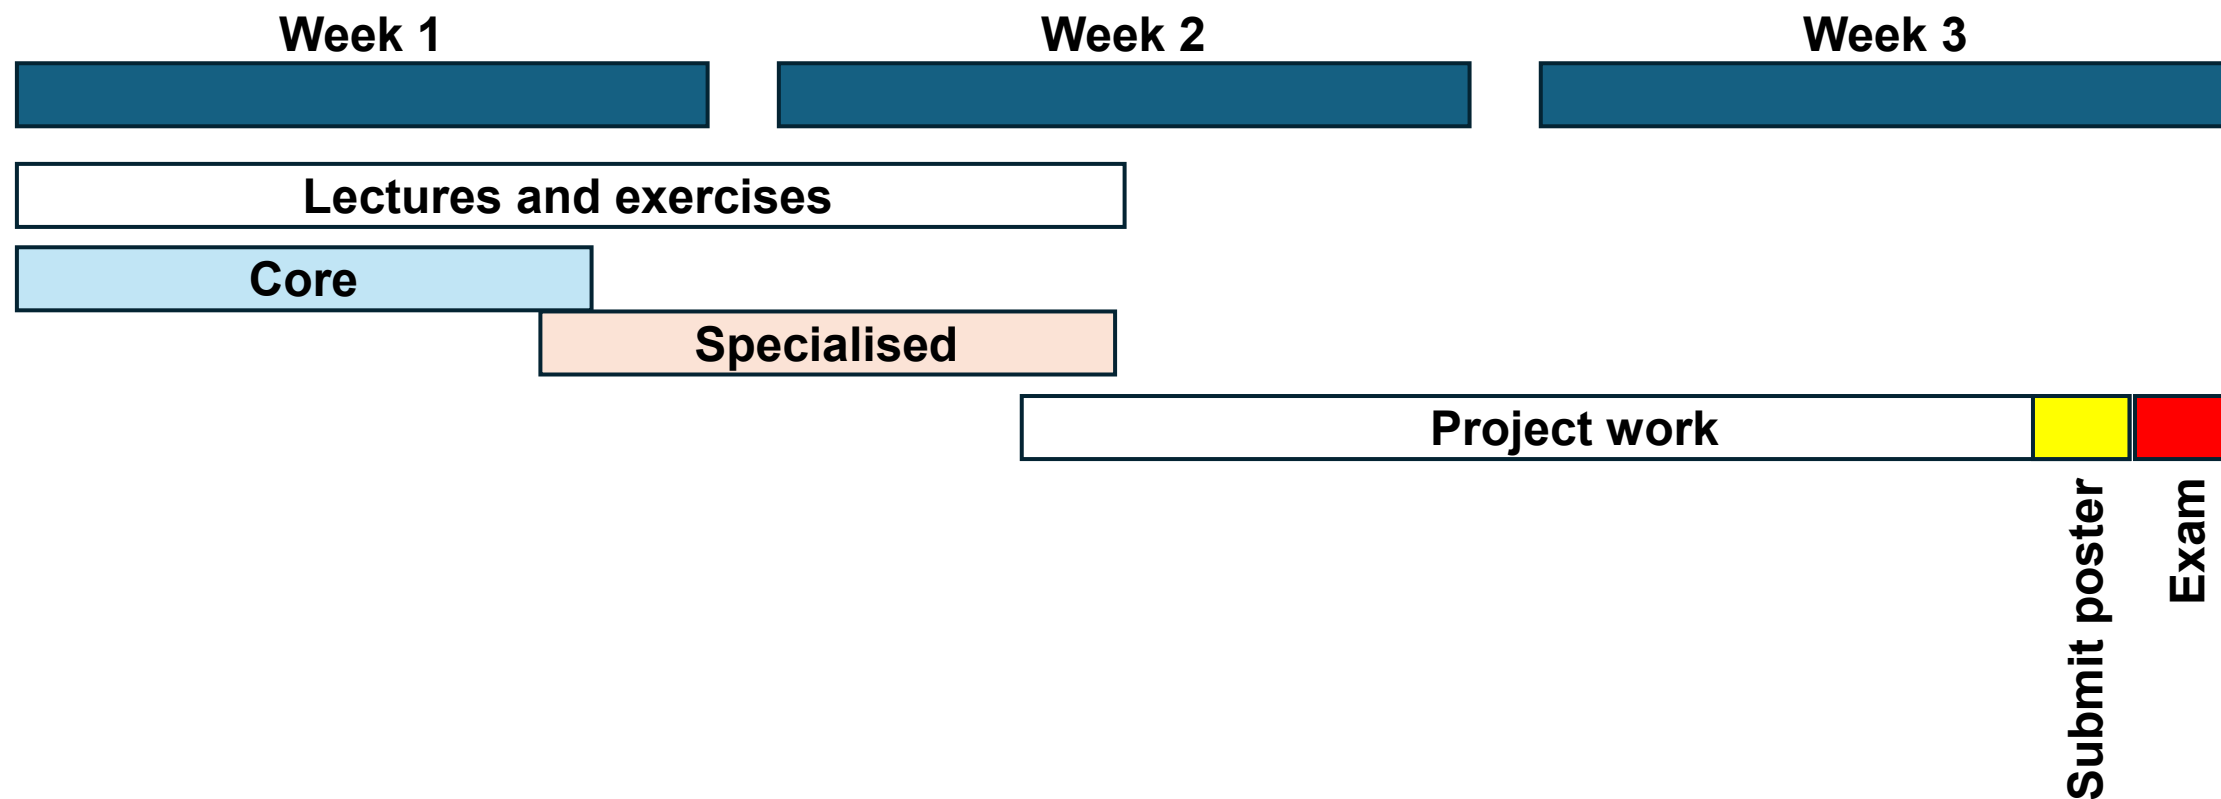 Week 1
Week 2
Week 3
Lectures and exercises
Core
Specialised
Project work
Submit poster
Exam